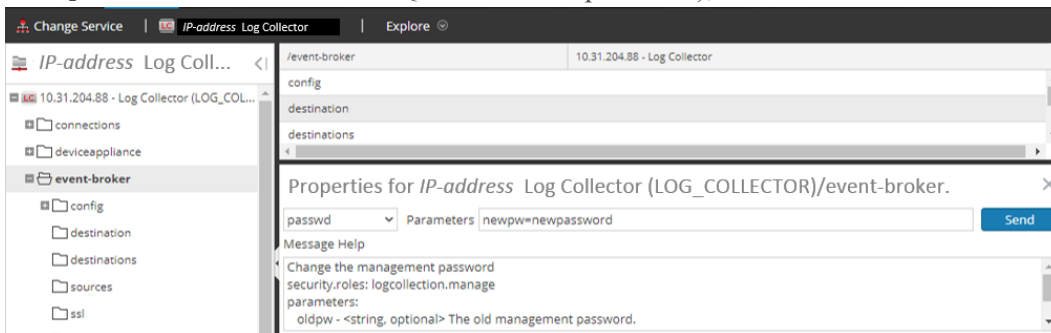 Change Service
LC IP-address Log Collector
Explore
IP-address Log Coll...
/event-broker 10.31.204.88 - Log Collector
config
destination
destinations
LC 10.31.204.88 - Log Collector (LOG_COL...
connections
deviceappliance
event-broker
config
destination
destinations
sources
ssl
Properties for IP-address Log Collector (LOG_COLLECTOR)/event-broker.
passwd Parameters newpw=newpassword Send
Message Help
Change the management password
security.roles: logcollection.manage
parameters:
oldpw - <string, optional> The old management password.